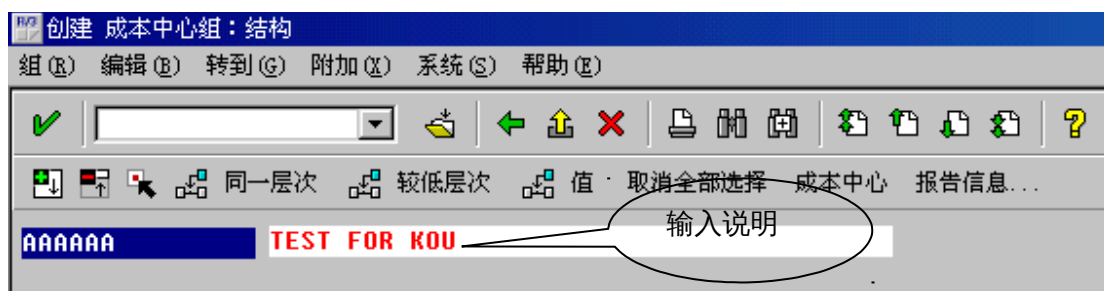 创建 成本中心组：结构
组(R) 编辑(B) 转到(G) 附加(X) 系统(S) 帮助(E)
同一层次 较低层次 值 取消全部选择 成本中心 报告信息...
输入说明
AAAAAA TEST FOR KOU